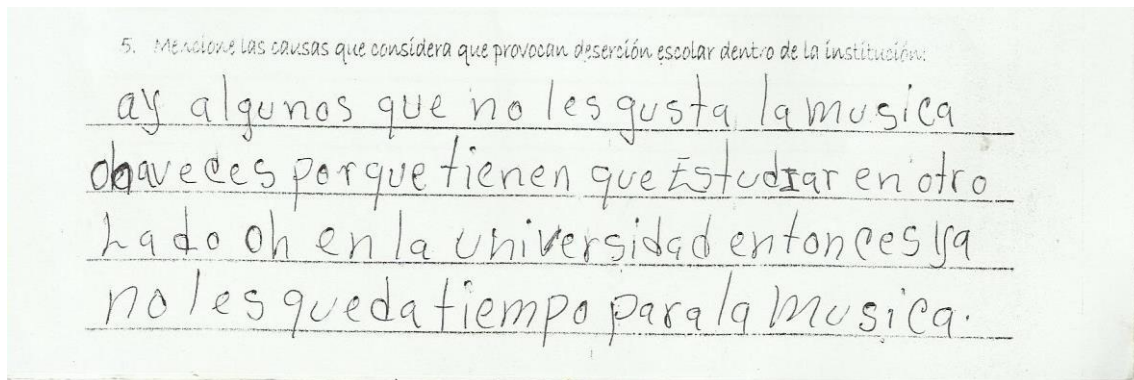 5. Mencione las causas que considera que provocan deserción escolar dentro de la institución:
ay algunos que no les gusta la musica
oh aveces porque tienen que Estudiar en otro
Lado oh en la universidad entonces ya
no les queda tiempo para la Musica.